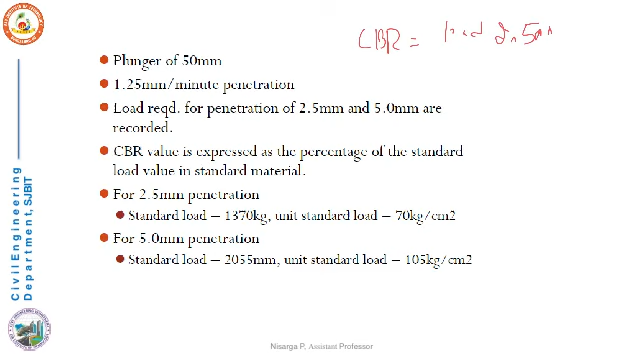 CBR = load 2.5mm
Plunger of 50mm
1.25mm/minute penetration
Load reqd. for penetration of 2.5mm and 5.0mm are
recorded.
CBR value is expressed as the percentage of the standard
load value in standard material.
For 2.5mm penetration
Standard load – 1370kg, unit standard load – 70kg/cm2
For 5.0mm penetration
Standard load – 2055mm, unit standard load – 105kg/cm2
Civil Engineering
Department, SJBIT
Nisarga P, Assistant Professor